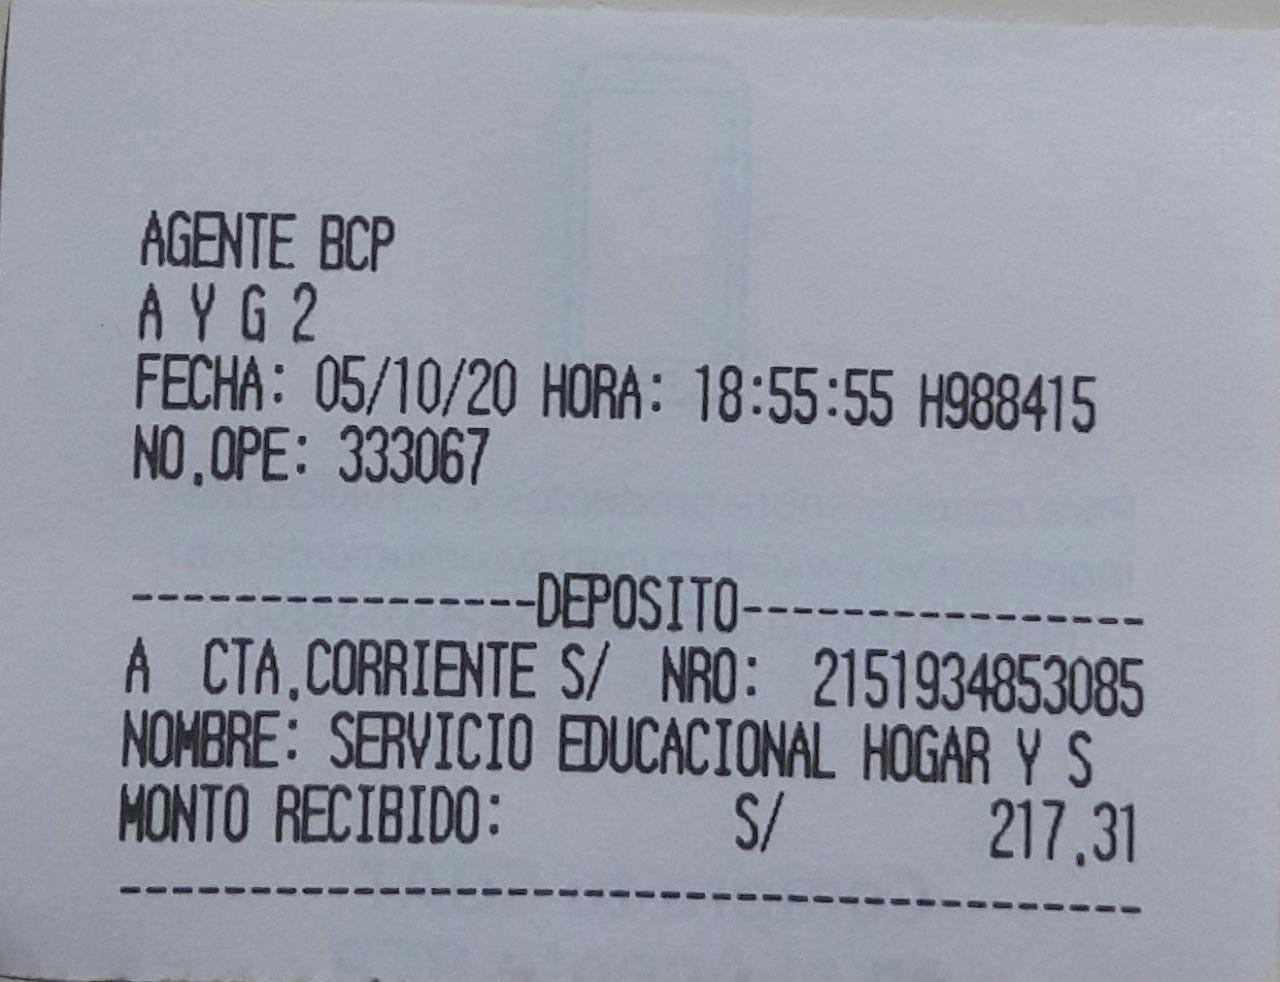 AGENTE BCP
A Y G 2
FECHA: 05/10/20 HORA: 18:55:55 H988415
NO.OPE: 333067
----------------DEPOSITO----------------
A CTA.CORRIENTE S/ NRO: 2151934853085
NOMBRE: SERVICIO EDUCACIONAL HOGAR Y S
MONTO RECIBIDO: S/ 217.31
----------------------------------------